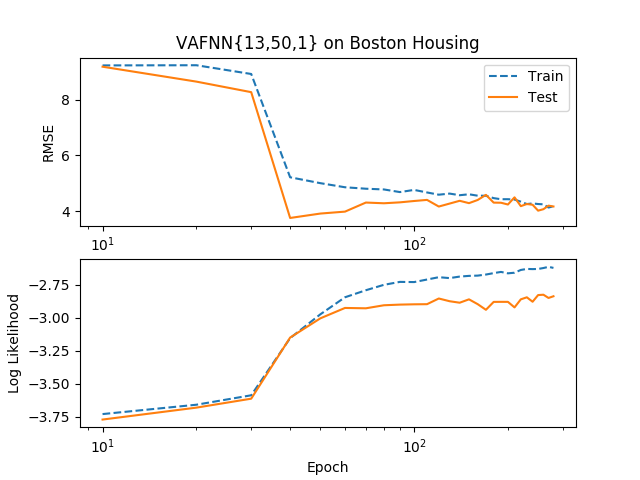 VAFNN{13,50,1} on Boston Housing
Train
Test
RMSE
8
6
4
10¹
10²
Log Likelihood
−2.75
−3.00
−3.25
−3.50
−3.75
10¹
10²
Epoch